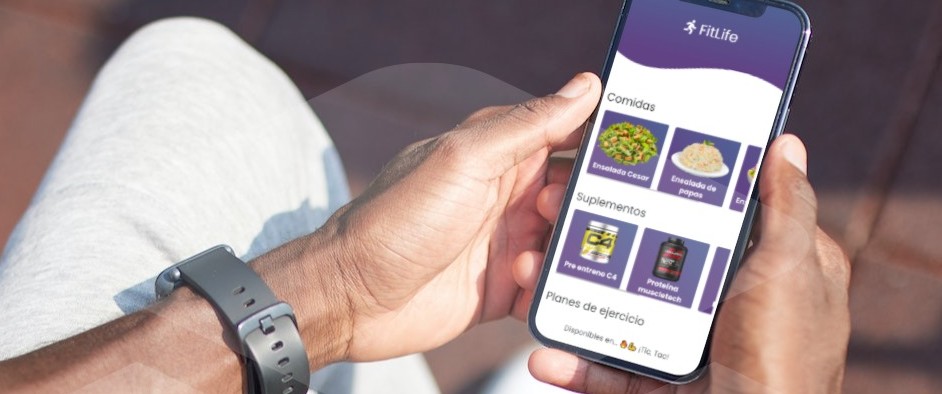 FitLife
Comidas
Ensalada Cesar
Ensalada de
papas
En
Suplementos
C4
Pre entreno C4
Proteina
muscletech
Planes de ejercicio
Disponibles en... 🔥💪 ¡Tic, Tac!